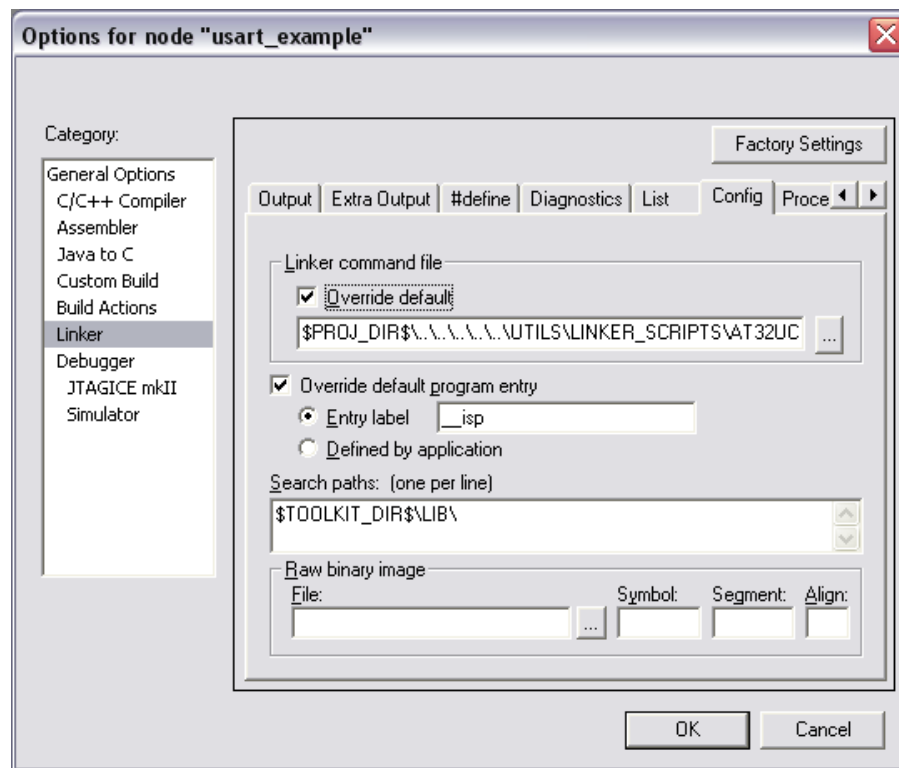 Options for node "usart_example"
Category:
Factory Settings
General Options
C/C++ Compiler
Assembler
Java to C
Custom Build
Build Actions
Linker
Debugger
JTAGICE mkII
Simulator
Output Extra Output #define Diagnostics List Config Proce
Linker command file
Override default
$PROJ_DIR$\..\..\..\..\..\UTILS\LINKER_SCRIPTS\AT32UC ...
Override default program entry
Entry label __isp
Defined by application
Search paths: (one per line)
$TOOLKIT_DIR$\LIB\
Raw binary image
File: Symbol: Segment: Align:
...
OK Cancel